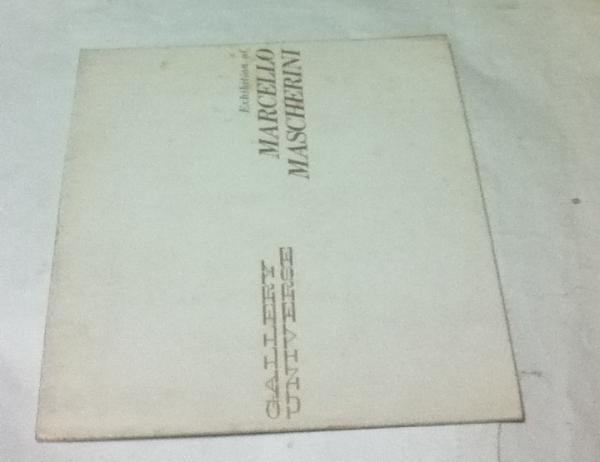 Exhibition of
MARCELLO
MASCHERINI
GALLERY
UNIVERSE